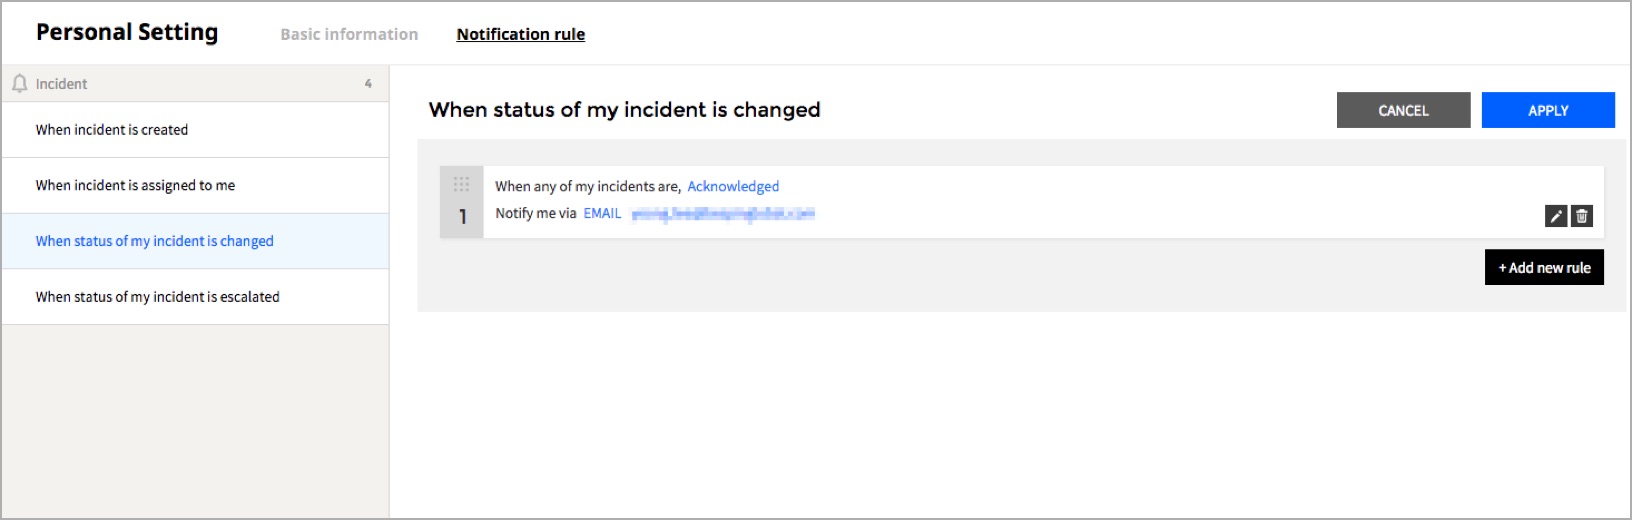 Personal Setting
Basic information
Notification rule
Incident
4
When incident is created
When incident is assigned to me
When status of my incident is changed
When status of my incident is escalated
When status of my incident is changed
CANCEL
APPLY
1
When any of my incidents are, Acknowledged
Notify me via EMAIL
+ Add new rule